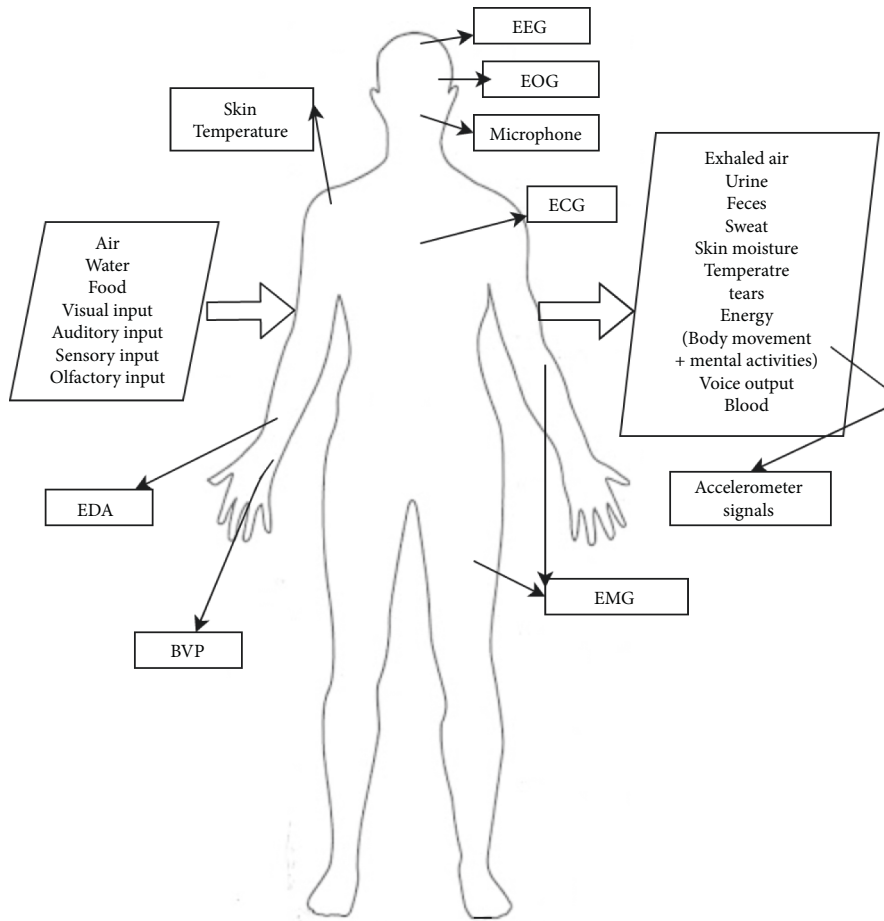 EEG
EOG
Microphone
Skin
Temperature
ECG
Air
Water
Food
Visual input
Auditory input
Sensory input
Olfactory input
Exhaled air
Urine
Feces
Sweat
Skin moisture
Temperatre
tears
Energy
(Body movement
+ mental activities)
Voice output
Blood
EDA
Accelerometer
signals
EMG
BVP